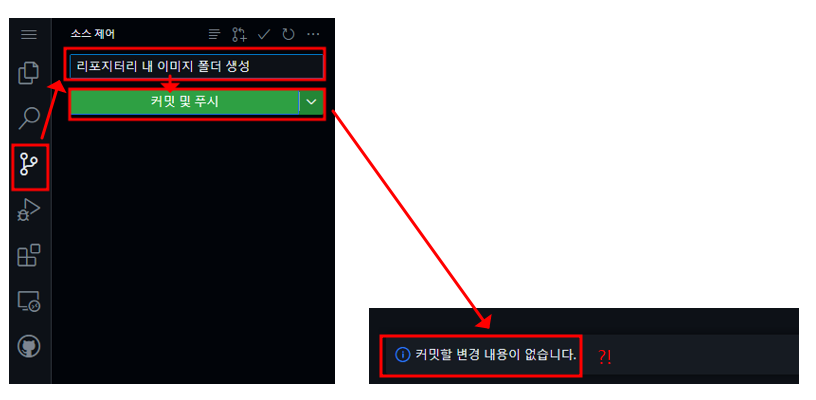 소스 제어
리포지터리 내 이미지 폴더 생성
커밋 및 푸시
커밋할 변경 내용이 없습니다.
?!